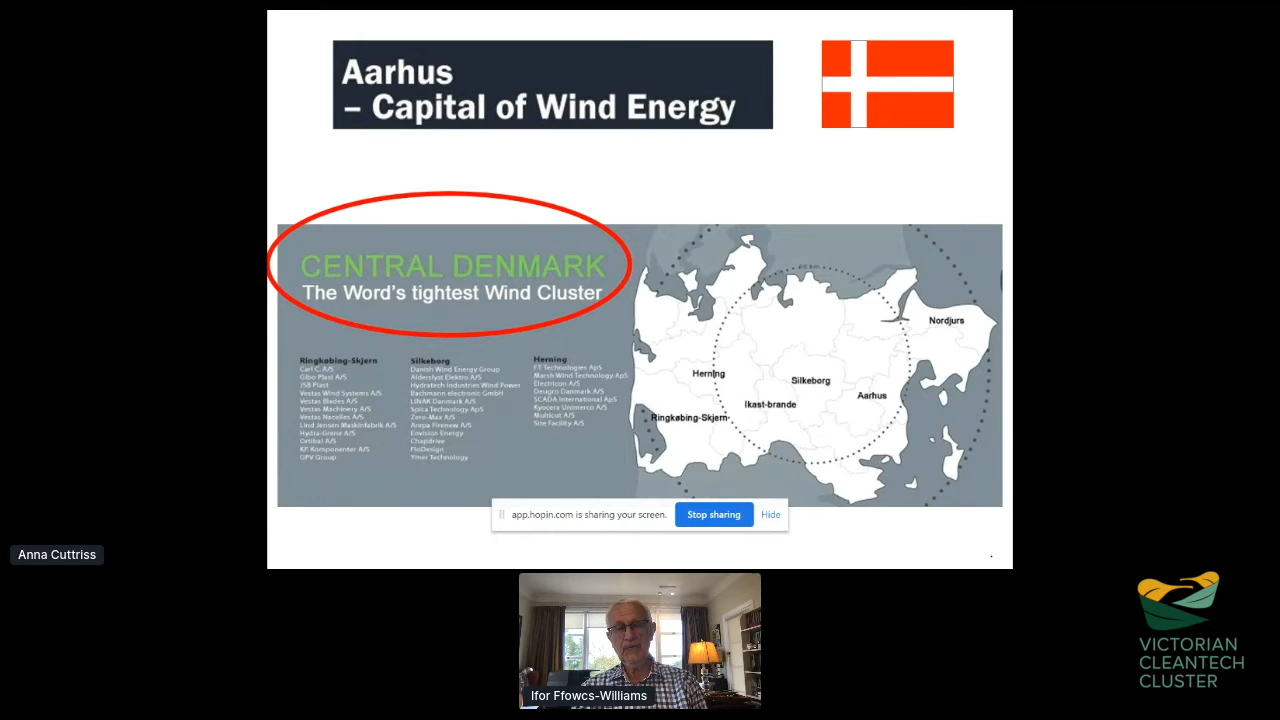 Aarhus
– Capital of Wind Energy
CENTRAL DENMARK
The Word's tightest Wind Cluster
Ringkøbing-Skjern
Carl C. A/S
Gibo Plast A/S
JSB Plast
Vestas Wind Systems A/S
Vestas Blades A/S
Vestas Machinery A/S
Vestas Nacelles A/S
Lind Jensen Maskinfabrik A/S
Hydra-Grene A/S
Ortibal A/S
KP Komponenter A/S
GPV Group
Silkeborg
Danish Wind Energy Group
Alderslyst Elektro A/S
Hydratech Industries Wind Power
Bachmann electronic GmbH
LINAK Danmark A/S
Spica Technology ApS
Zero-Max A/S
Arepa Firenew A/S
Envision Energy
Chapdrive
FloDesign
Ymer Technology
Herning
FT Technologies ApS
Marsh Wind Technology ApS
Electricon A/S
Danmark A/S
SCADA International ApS
Kyocera Unimerco A/S
Multicut A/S
Site Facility A/S
Nordjurs
Herning
Silkeborg
Ikast-brande
Aarhus
Ringkøbing-Skjern
app.hopin.com is sharing your screen.
Stop sharing
Hide
Anna Cuttriss
Ifor Ffowcs-Williams
VICTORIAN
CLEANTECH
CLUSTER